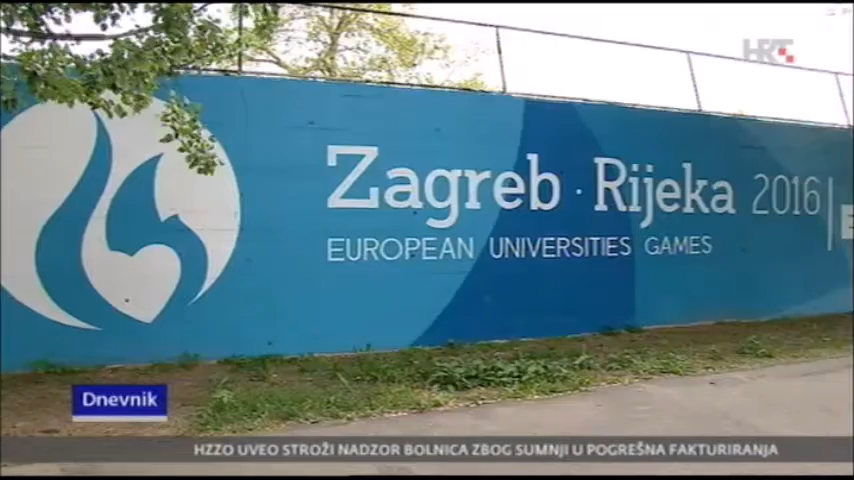 HRT
Zagreb · Rijeka 2016
E
EUROPEAN UNIVERSITIES GAMES
Dnevnik
HZZO UVEO STROŽI NADZOR BOLNICA ZBOG SUMNJI U POGREŠNA FAKTURIRANJA